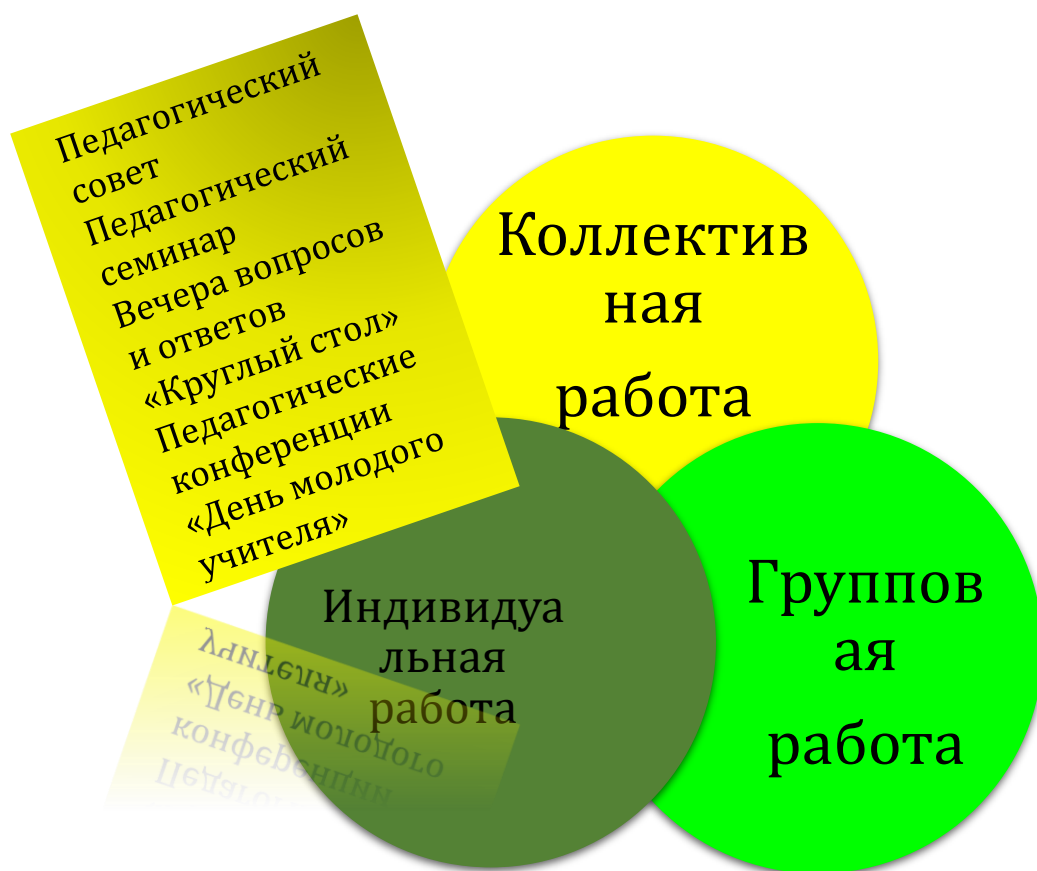 Педагогический
совет
Педагогический
семинар
Вечера вопросов
и ответов
«Круглый стол»
Педагогические
конференции
«День молодого
учителя»
Коллектив
ная
работа
Индивидуа
льная
работа
Группов
ая
работа